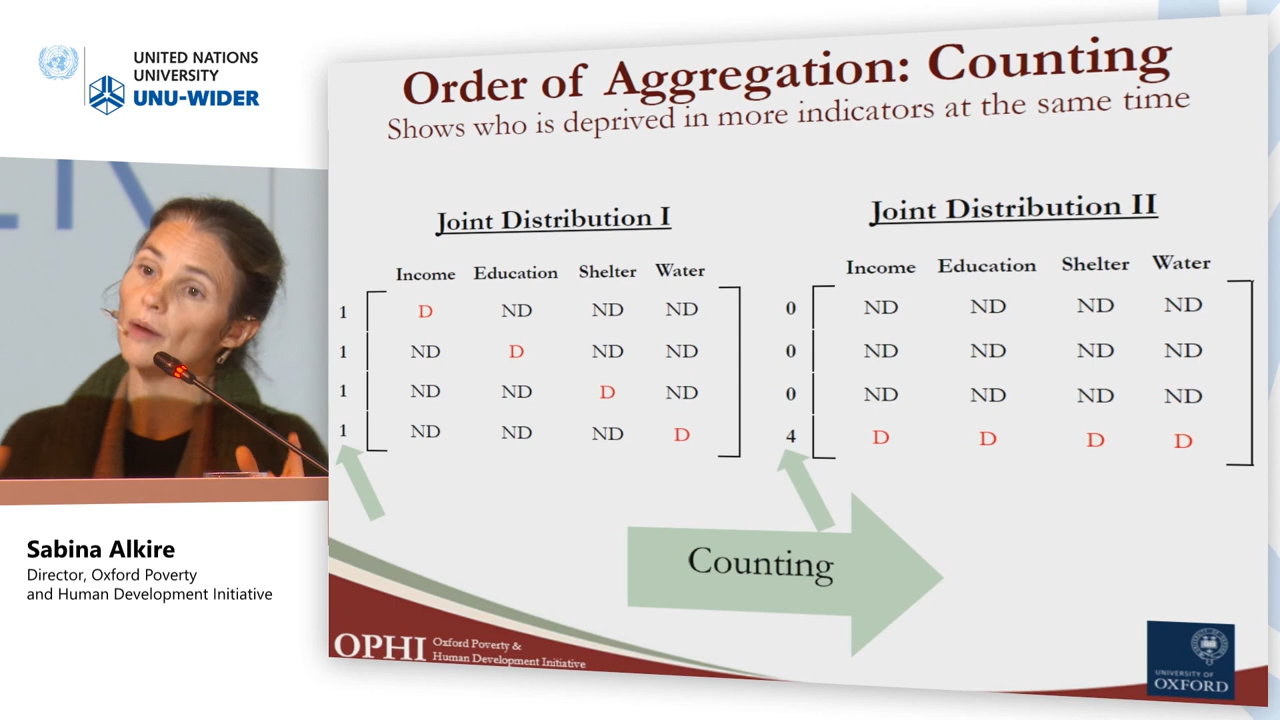 UNITED NATIONS
UNIVERSITY
UNU-WIDER
Order of Aggregation: Counting
Shows who is deprived in more indicators at the same time
Joint Distribution I
Income Education Shelter Water
1 D ND ND ND
1 ND D ND ND
1 ND ND D ND
1 ND ND ND D
Joint Distribution II
Income Education Shelter Water
0 ND ND ND ND
0 ND ND ND ND
0 ND ND ND ND
4 D D D D
Counting
Sabina Alkire
Director, Oxford Poverty
and Human Development Initiative
OPHI
Oxford Poverty &
Human Development Initiative
UNIVERSITY OF
OXFORD